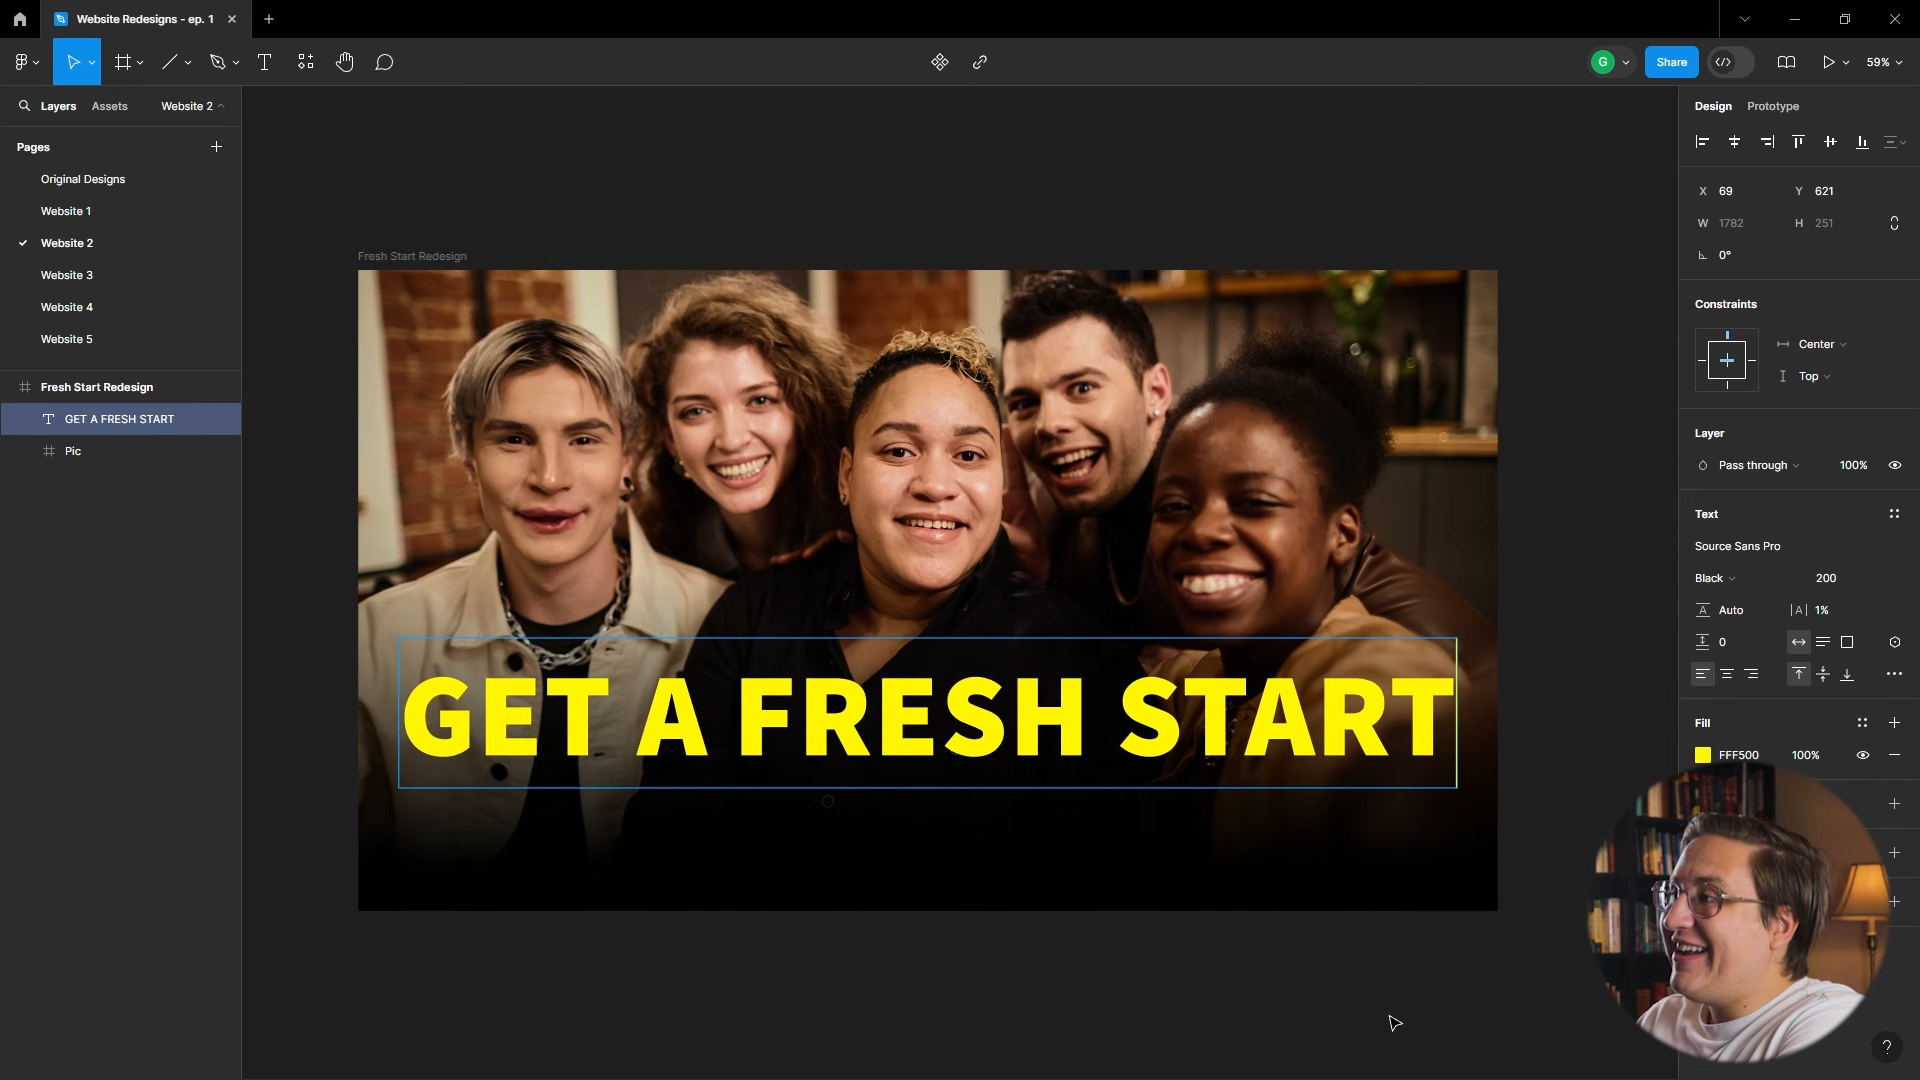 Website Redesigns - ep. 1
G
Share
59%
Layers
Assets
Website 2
Pages
Original Designs
Website 1
Website 2
Website 3
Website 4
Website 5
Fresh Start Redesign
GET A FRESH START
Pic
Fresh Start Redesign
GET A FRESH START
Design
Prototype
X 69
Y 621
W 1782
H 251
0°
Constraints
Center
Top
Layer
Pass through
100%
Text
Source Sans Pro
Black
200
A Auto
|A| 1%
0
Fill
FFF500
100%
?